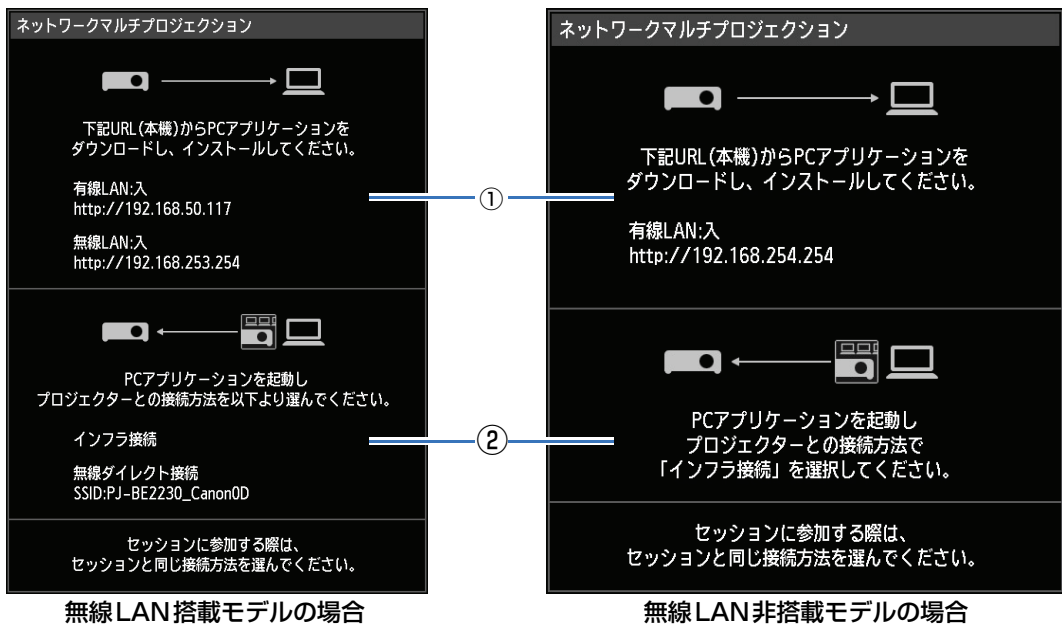 ネットワークマルチプロジェクション
下記URL(本機)からPCアプリケーションを
ダウンロードし、インストールしてください。
有線LAN:入
http://192.168.50.117
無線LAN:入
http://192.168.253.254
PCアプリケーションを起動し
プロジェクターとの接続方法を以下より選んでください。
インフラ接続
無線ダイレクト接続
SSID:PJ-BE2230_Canon0D
セッションに参加する際は、
セッションと同じ接続方法を選んでください。
無線LAN搭載モデルの場合
①
②
ネットワークマルチプロジェクション
下記URL(本機)からPCアプリケーションを
ダウンロードし、インストールしてください。
有線LAN:入
http://192.168.254.254
PCアプリケーションを起動し
プロジェクターとの接続方法で
「インフラ接続」を選択してください。
セッションに参加する際は、
セッションと同じ接続方法を選んでください。
無線LAN非搭載モデルの場合